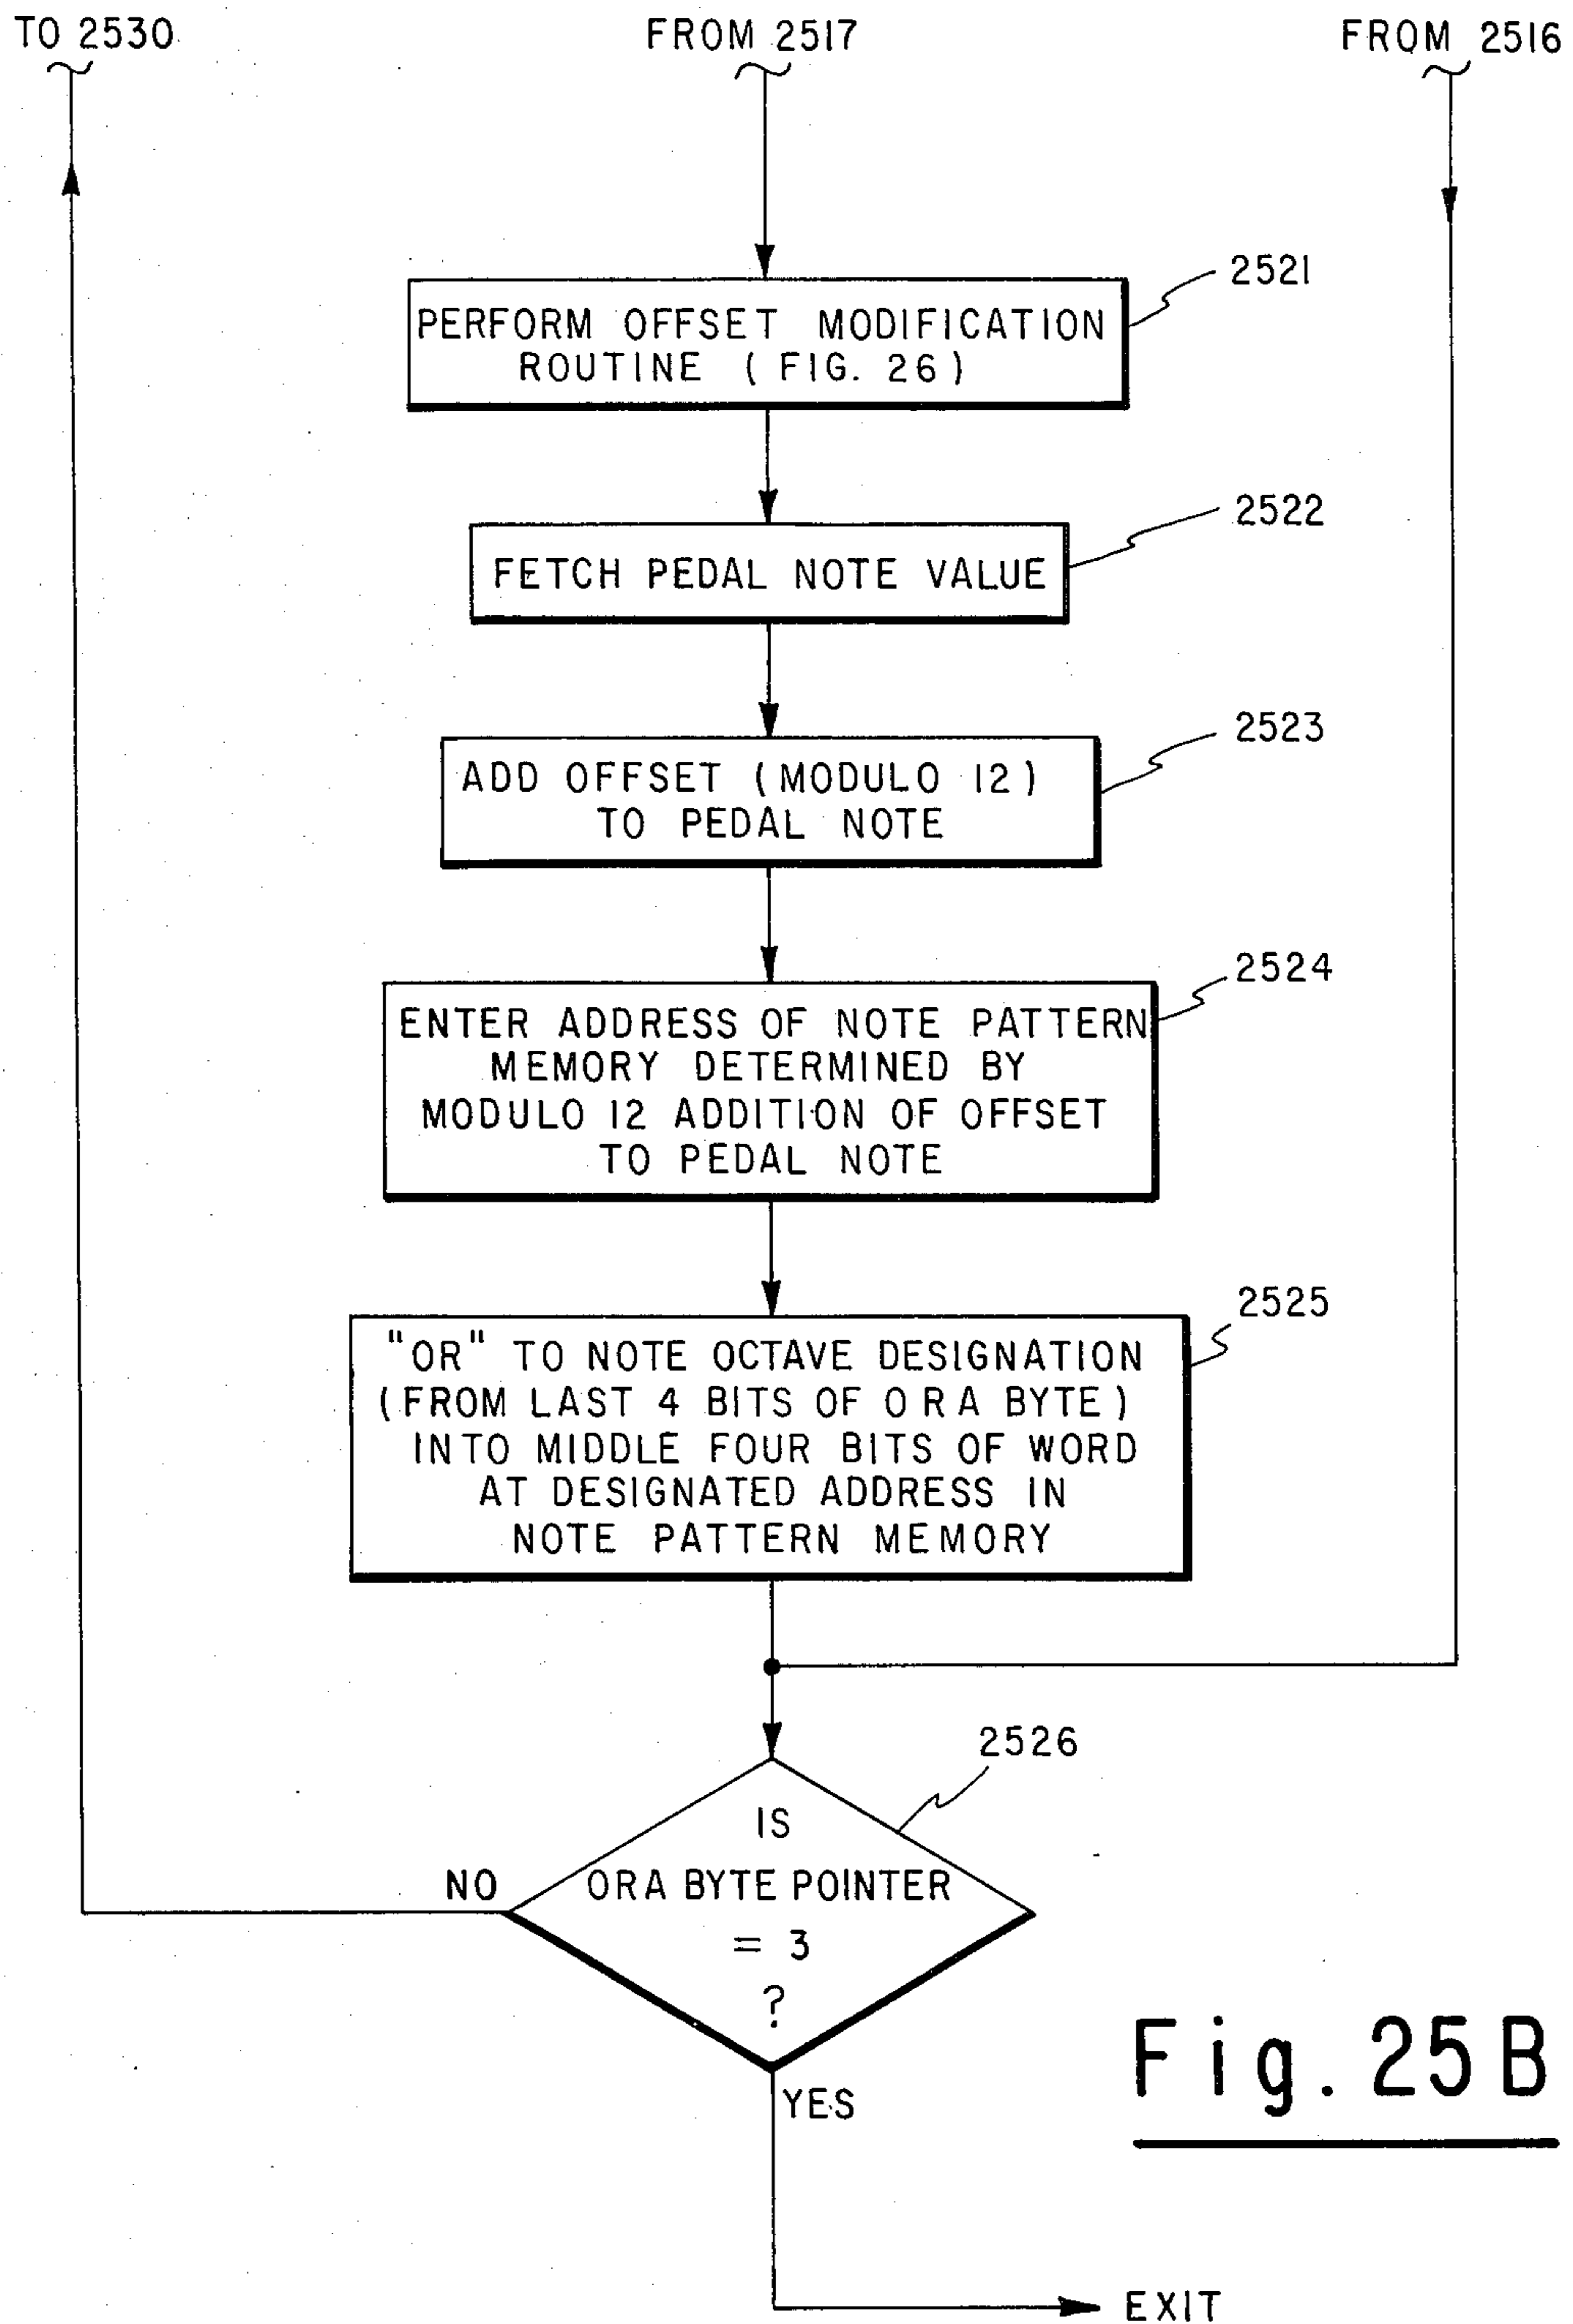 TO 2530
FROM 2517
FROM 2516
2521
PERFORM OFFSET MODIFICATION
ROUTINE (FIG. 26)
2522
FETCH PEDAL NOTE VALUE
2523
ADD OFFSET (MODULO 12)
TO PEDAL NOTE
2524
ENTER ADDRESS OF NOTE PATTERN
MEMORY DETERMINED BY
MODULO 12 ADDITION OF OFFSET
TO PEDAL NOTE
2525
"OR" TO NOTE OCTAVE DESIGNATION
(FROM LAST 4 BITS OF ORA BYTE)
INTO MIDDLE FOUR BITS OF WORD
AT DESIGNATED ADDRESS IN
NOTE PATTERN MEMORY
2526
IS
ORA BYTE POINTER
= 3
?
NO
YES
EXIT
Fig. 25B